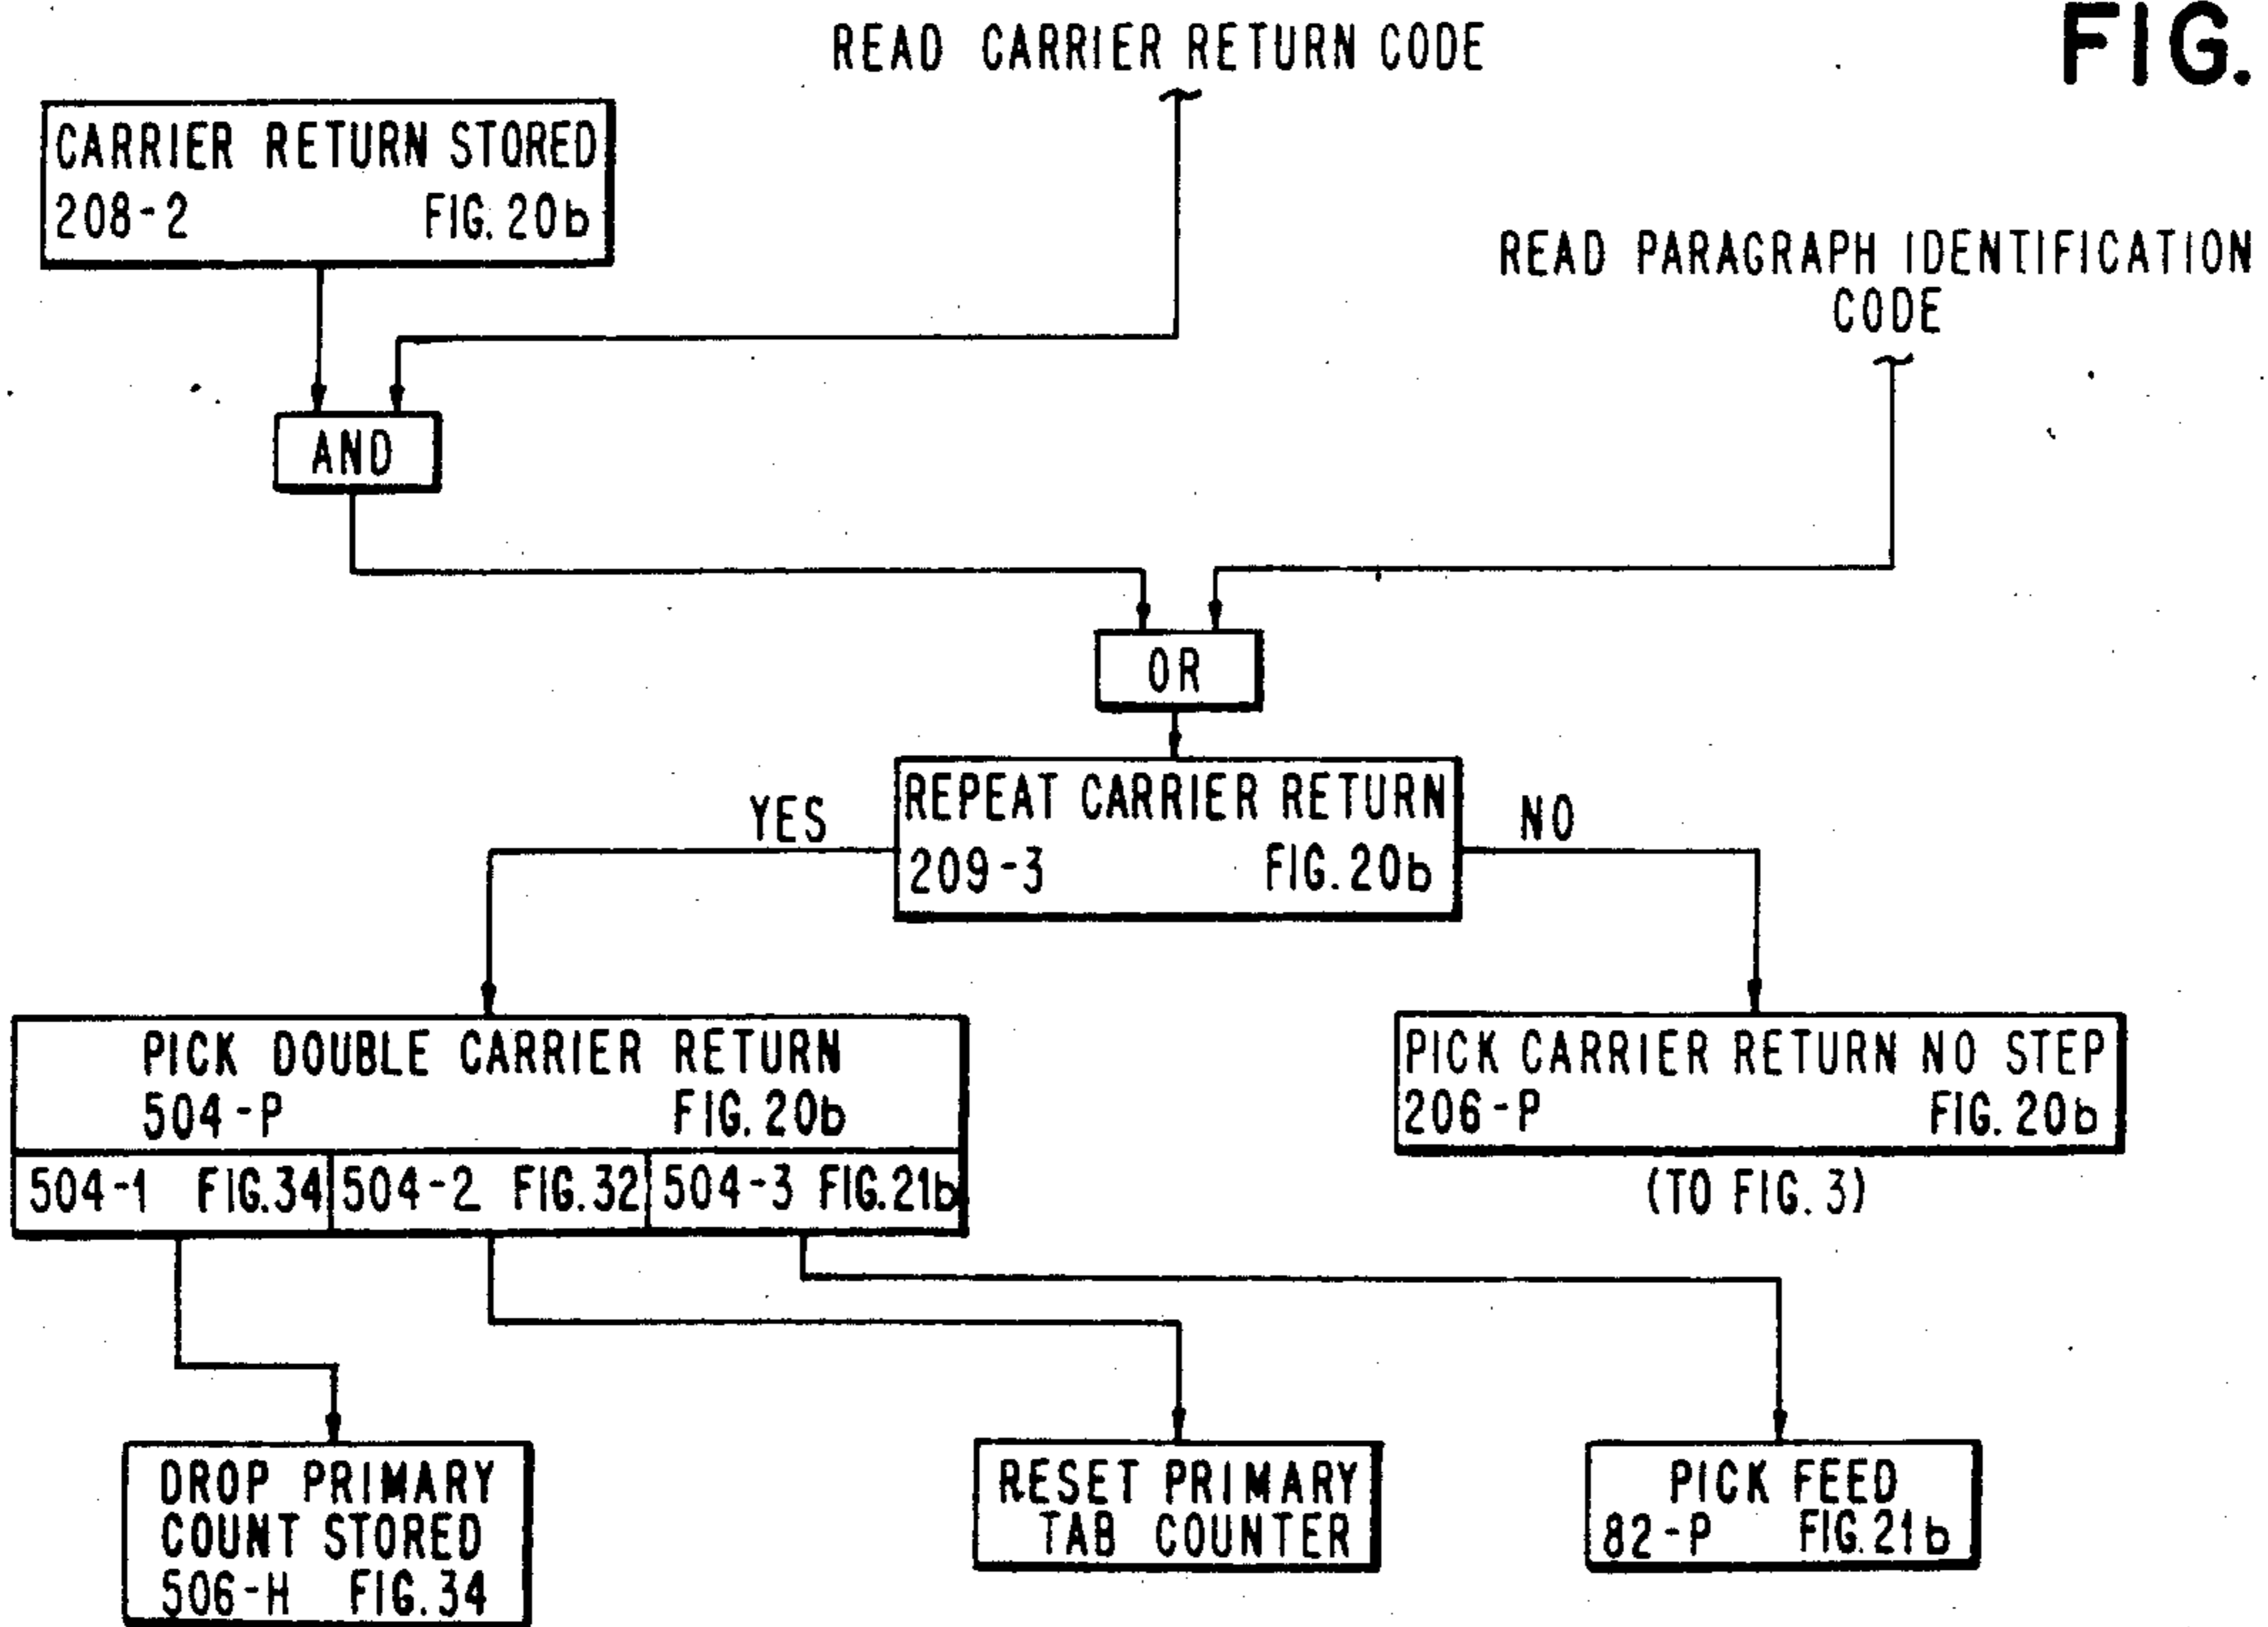 FIG.
READ CARRIER RETURN CODE
CARRIER RETURN STORED
208-2 FIG. 20b
READ PARAGRAPH IDENTIFICATION
CODE
AND
OR
REPEAT CARRIER RETURN
209-3 FIG. 20b
YES
NO
PICK DOUBLE CARRIER RETURN
504-P FIG. 20b
504-1 FIG. 34
504-2 FIG. 32
504-3 FIG. 21b
PICK CARRIER RETURN NO STEP
206-P FIG. 20b
(TO FIG. 3)
DROP PRIMARY
COUNT STORED
506-H FIG. 34
RESET PRIMARY
TAB COUNTER
PICK FEED
82-P FIG. 21b